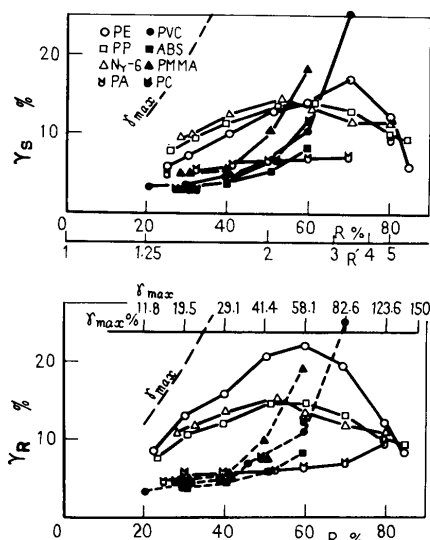 PE PVC
PP ABS
NY-6 PMMA
PA PC
γmax
20
10
γS %
0 20 40 60 80 100
R %
1 1·25 2 3 4 5
R'
γmax
γmax% 11.8 19.5 29.1 41.4 58.1 82.6 123.6 150
γmax
20
10
γR %
20 40 60 80
R %